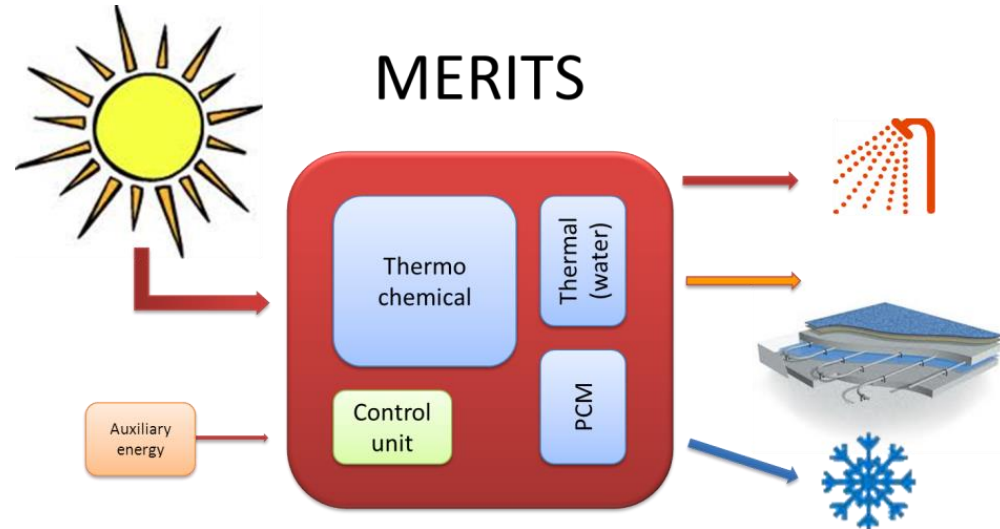 MERITS
Thermo
chemical
Thermal
(water)
Control
unit
PCM
Auxiliary
energy